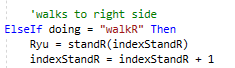 'walks to right side
ElseIf doing = "walkR" Then
Ryu = standR(indexStandR)
indexStandR = indexStandR + 1